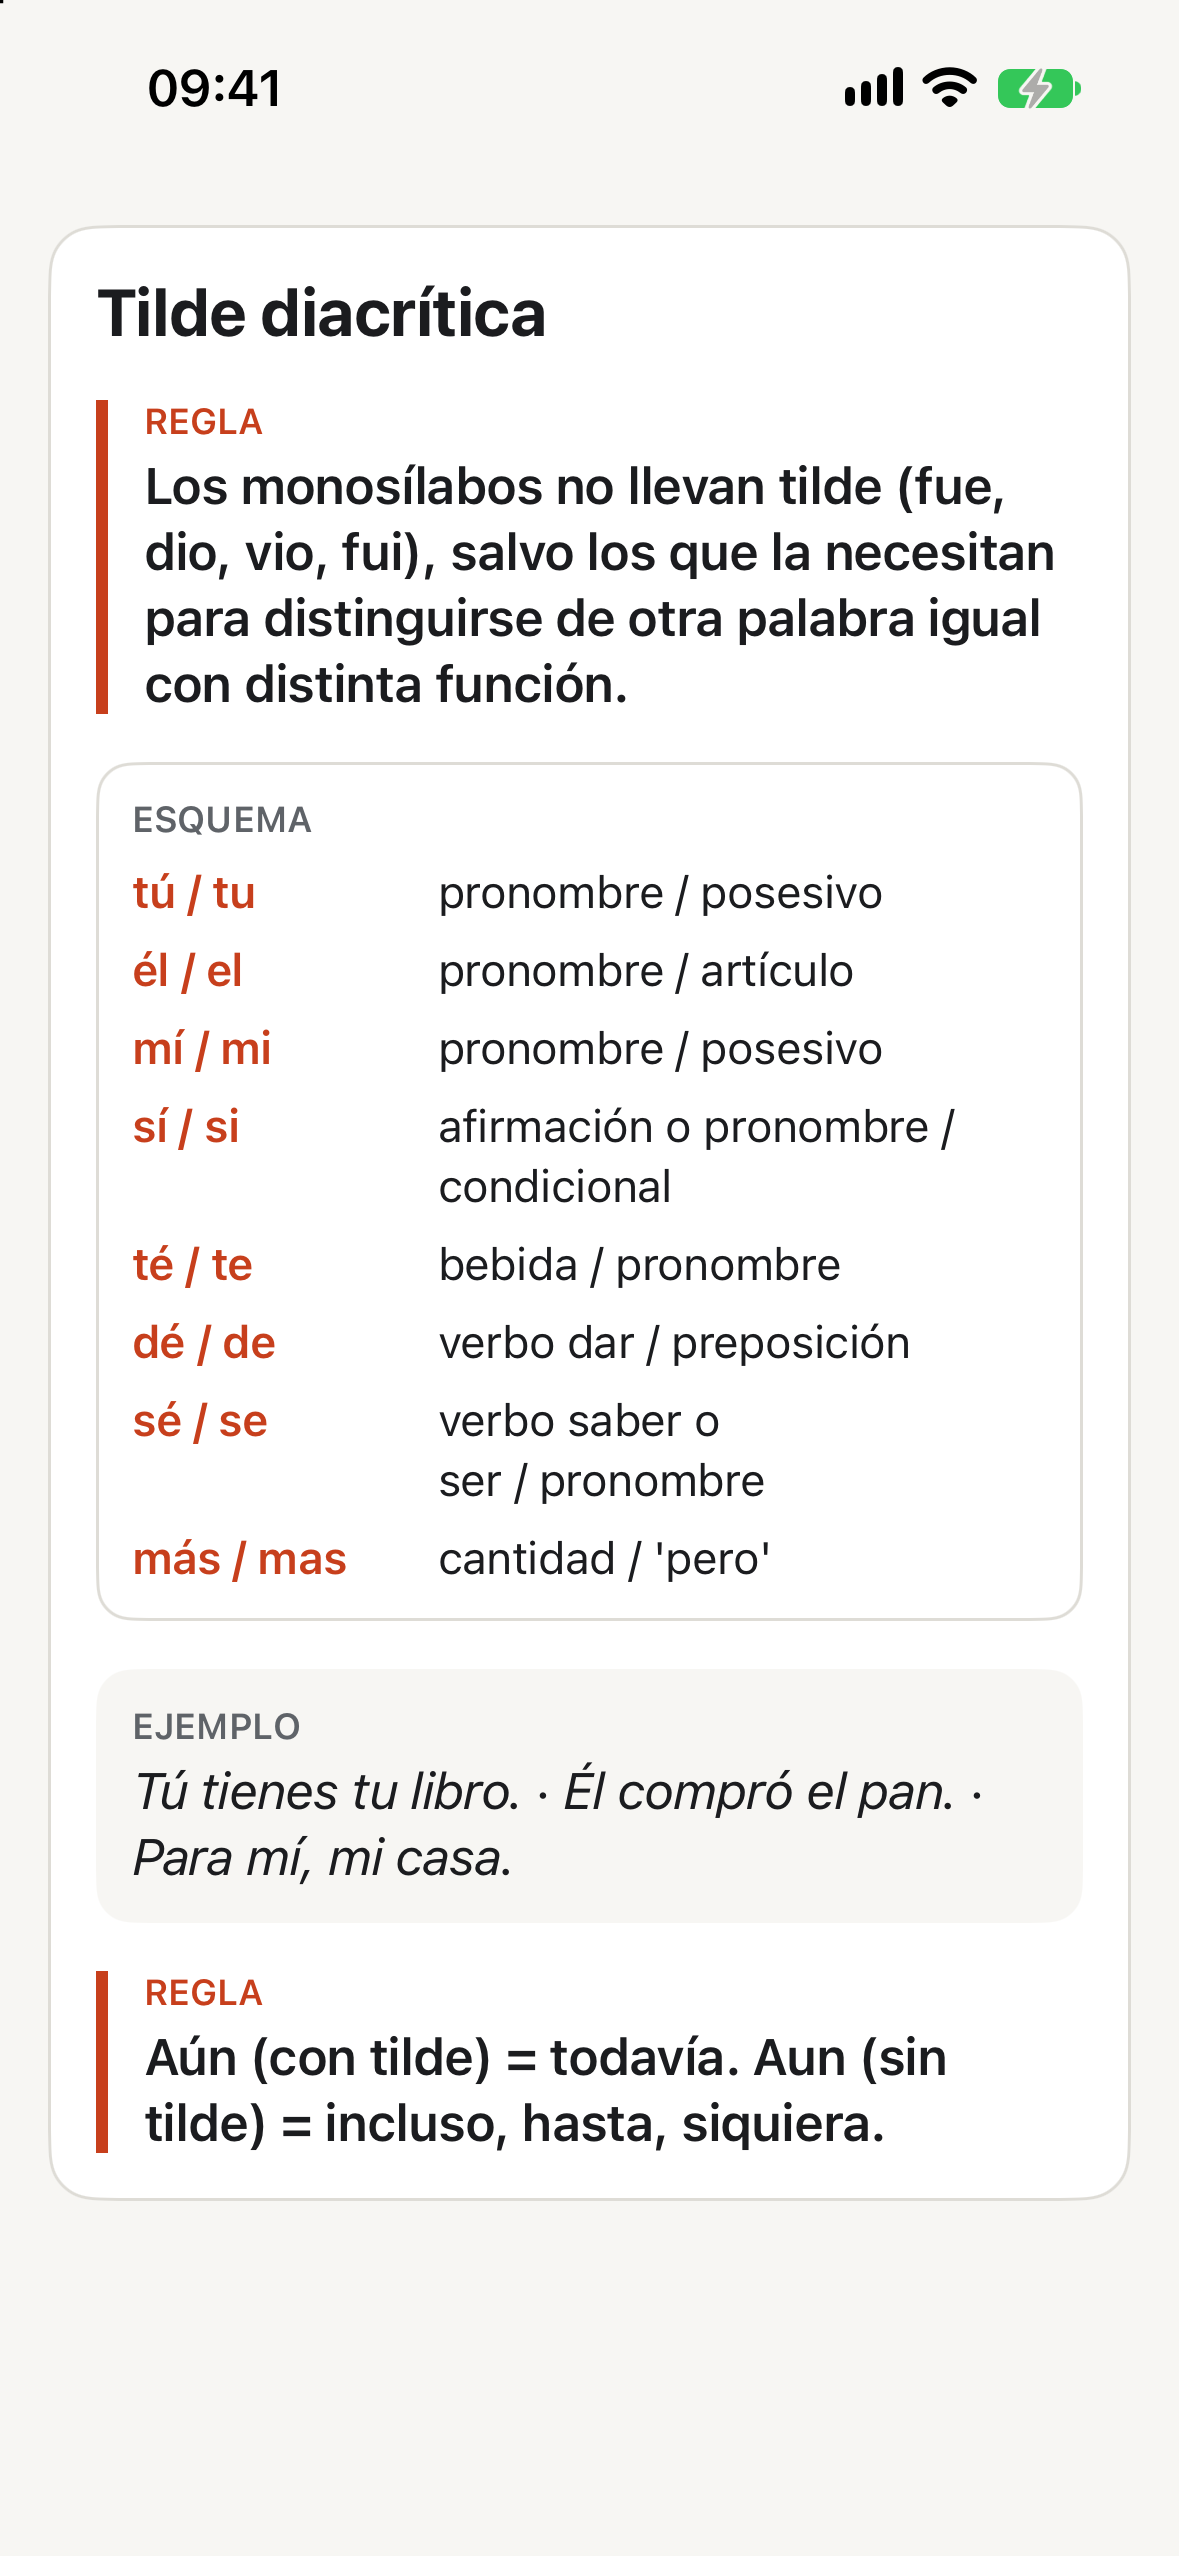 09:41
Tilde diacrítica
REGLA
Los monosílabos no llevan tilde (fue,
dio, vio, fui), salvo los que la necesitan
para distinguirse de otra palabra igual
con distinta función.
ESQUEMA
tú / tu pronombre / posesivo
él / el pronombre / artículo
mí / mi pronombre / posesivo
sí / si afirmación o pronombre /
condicional
té / te bebida / pronombre
dé / de verbo dar / preposición
sé / se verbo saber o
ser / pronombre
más / mas cantidad / 'pero'
EJEMPLO
Tú tienes tu libro. · Él compró el pan. ·
Para mí, mi casa.
REGLA
Aún (con tilde) = todavía. Aun (sin
tilde) = incluso, hasta, siquiera.